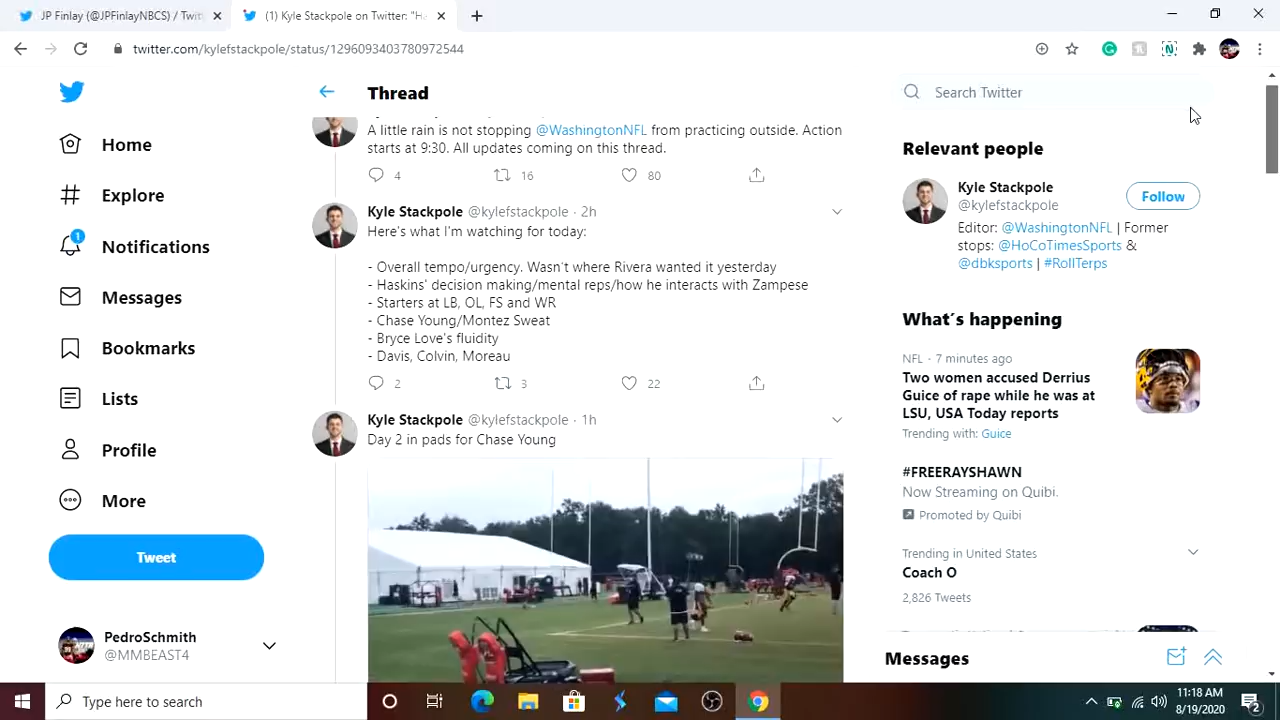 JP Finlay (@JPFinlayNBCS) / Twit
(1) Kyle Stackpole on Twitter: "H
twitter.com/kylefstackpole/status/1296093403780972544
Home
Explore
1
Notifications
Messages
Bookmarks
Lists
Profile
More
Tweet
PedroSchmith
@MMBEAST4
Thread
A little rain is not stopping @WashingtonNFL from practicing outside. Action
starts at 9:30. All updates coming on this thread.
4 16 80
Kyle Stackpole @kylefstackpole · 2h
Here's what I'm watching for today:
- Overall tempo/urgency. Wasn't where Rivera wanted it yesterday
- Haskins' decision making/mental reps/how he interacts with Zampese
- Starters at LB, OL, FS and WR
- Chase Young/Montez Sweat
- Bryce Love's fluidity
- Davis, Colvin, Moreau
2 3 22
Kyle Stackpole @kylefstackpole · 1h
Day 2 in pads for Chase Young
Search Twitter
Relevant people
Kyle Stackpole
@kylefstackpole
Follow
Editor: @WashingtonNFL | Former
stops: @HoCoTimesSports &
@dbksports | #RollTerps
What's happening
NFL · 7 minutes ago
Two women accused Derrius
Guice of rape while he was at
LSU, USA Today reports
Trending with: Guice
#FREERAYSHAWN
Now Streaming on Quibi.
Promoted by Quibi
Trending in United States
Coach O
2,826 Tweets
Messages
Type here to search
11:18 AM
8/19/2020
2